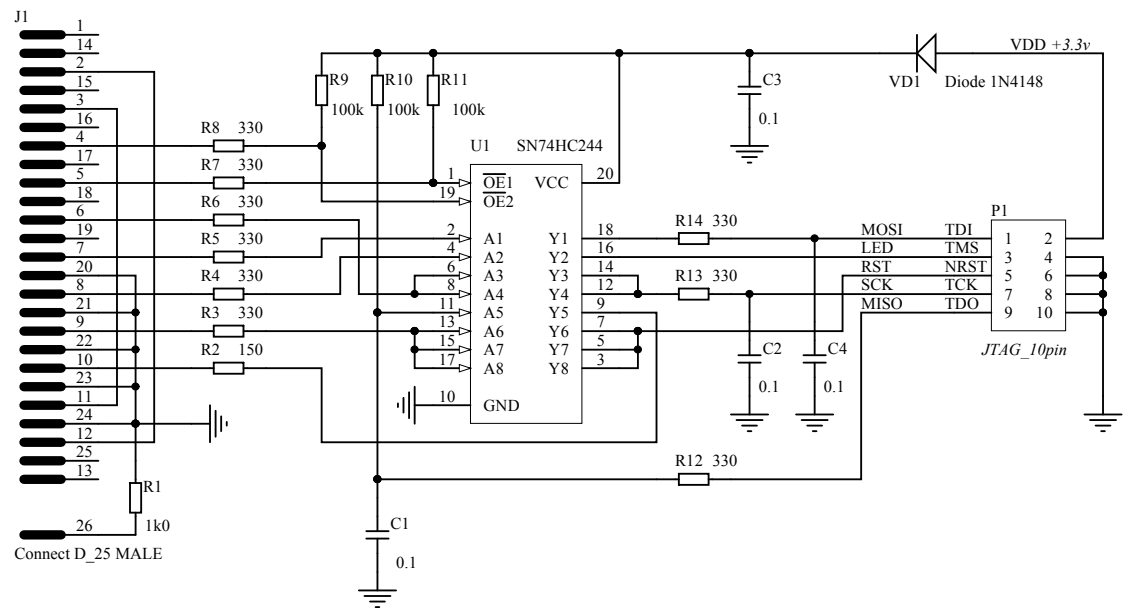 J1
1
14
2
15
3
16
4
17
5
18
6
19
7
20
8
21
9
22
10
23
11
24
12
25
13
26
Connect D_25 MALE
R1
1k0
R8 330
R7 330
R6 330
R5 330
R4 330
R3 330
R2 150
R9
100k
R10
100k
R11
100k
U1 SN74HC244
1 OE1
19 OE2
2 A1
4 A2
6 A3
8 A4
11 A5
13 A6
15 A7
17 A8
10 GND
VCC 20
Y1 18
Y2 16
Y3 14
Y4 12
Y5 9
Y6 7
Y7 5
Y8 3
C3
0.1
VD1 Diode 1N4148
VDD +3.3v
R14 330
R13 330
C2
0.1
C4
0.1
R12 330
C1
0.1
MOSI TDI
LED TMS
RST NRST
SCK TCK
MISO TDO
P1
1 2
3 4
5 6
7 8
9 10
JTAG_10pin